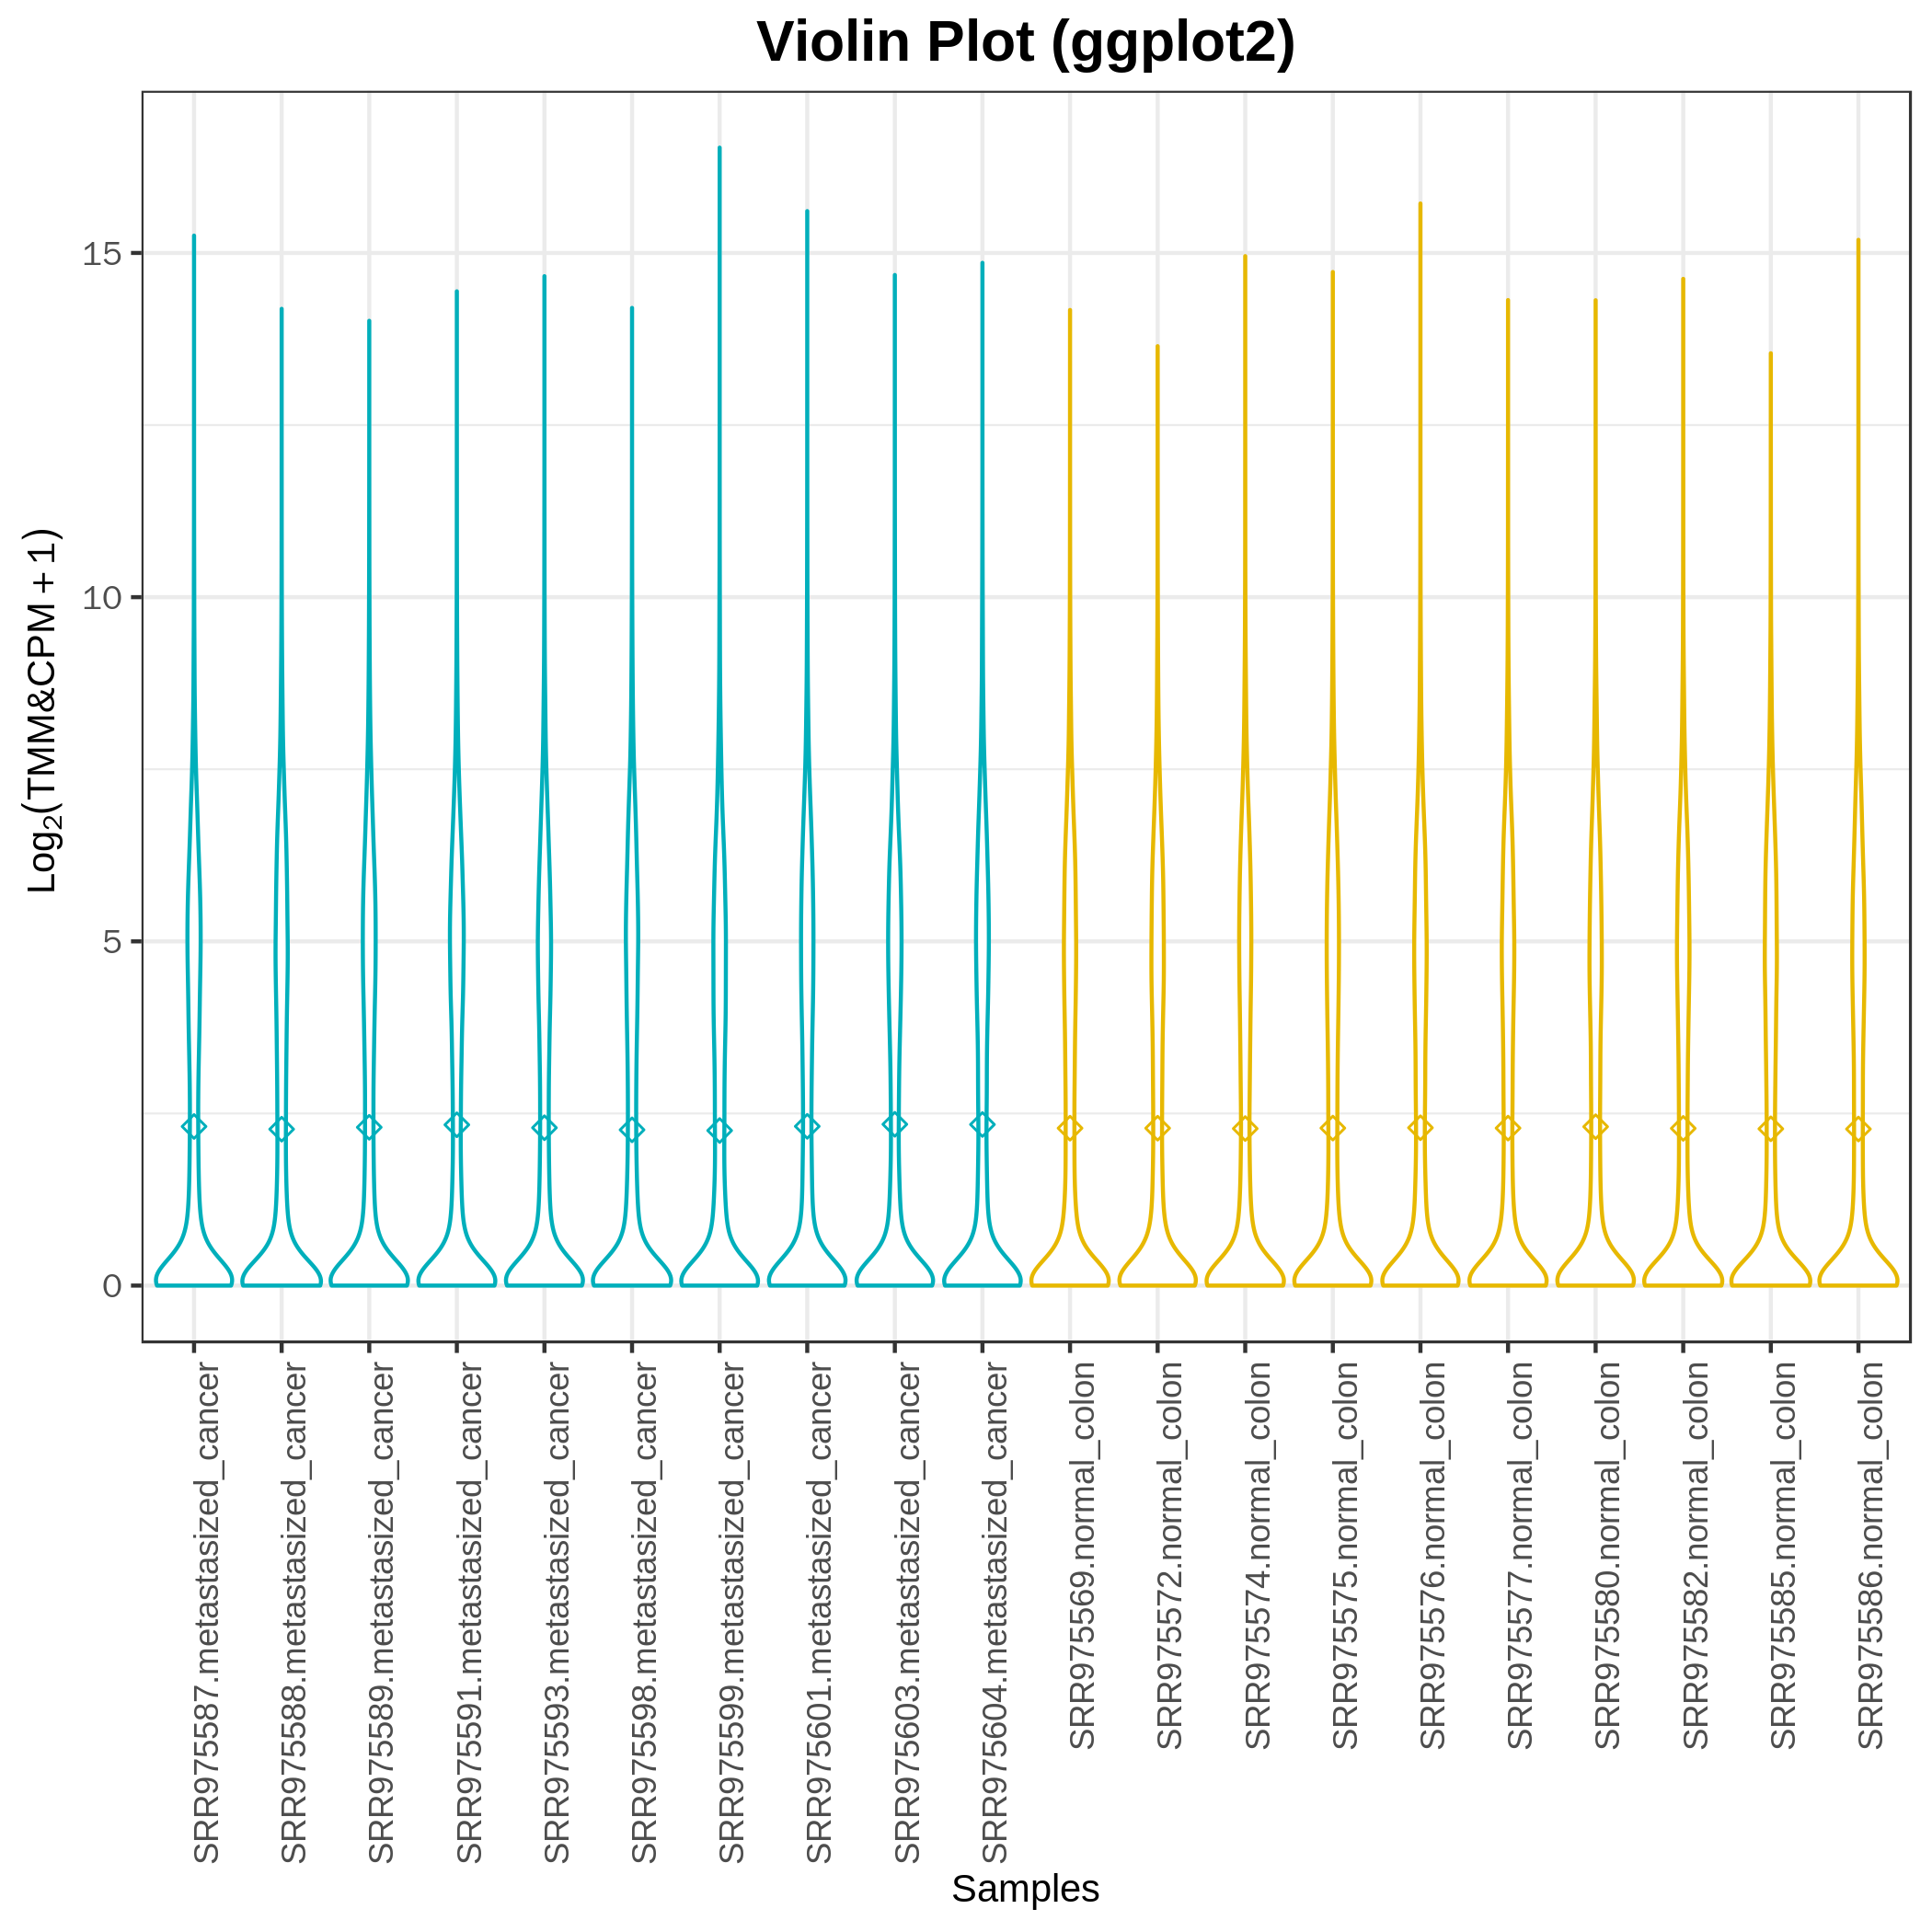 Violin Plot (ggplot2)
Log2(TMM&CPM + 1)
15
10
5
0
SRR975587.metastasized_cancer
SRR975588.metastasized_cancer
SRR975589.metastasized_cancer
SRR975591.metastasized_cancer
SRR975593.metastasized_cancer
SRR975598.metastasized_cancer
SRR975599.metastasized_cancer
SRR975601.metastasized_cancer
SRR975603.metastasized_cancer
SRR975604.metastasized_cancer
SRR975569.normal_colon
SRR975572.normal_colon
SRR975574.normal_colon
SRR975575.normal_colon
SRR975576.normal_colon
SRR975577.normal_colon
SRR975580.normal_colon
SRR975582.normal_colon
SRR975585.normal_colon
SRR975586.normal_colon
Samples